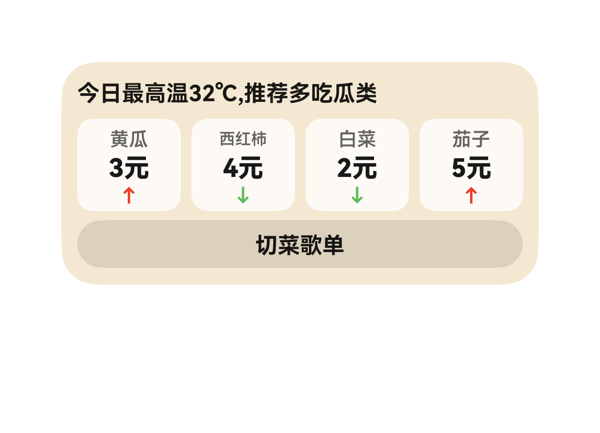 今日最高温32℃,推荐多吃瓜类
黄瓜 西红柿 白菜 茄子
3元 4元 2元 5元
↑ ↓ ↓ ↑
切菜歌单